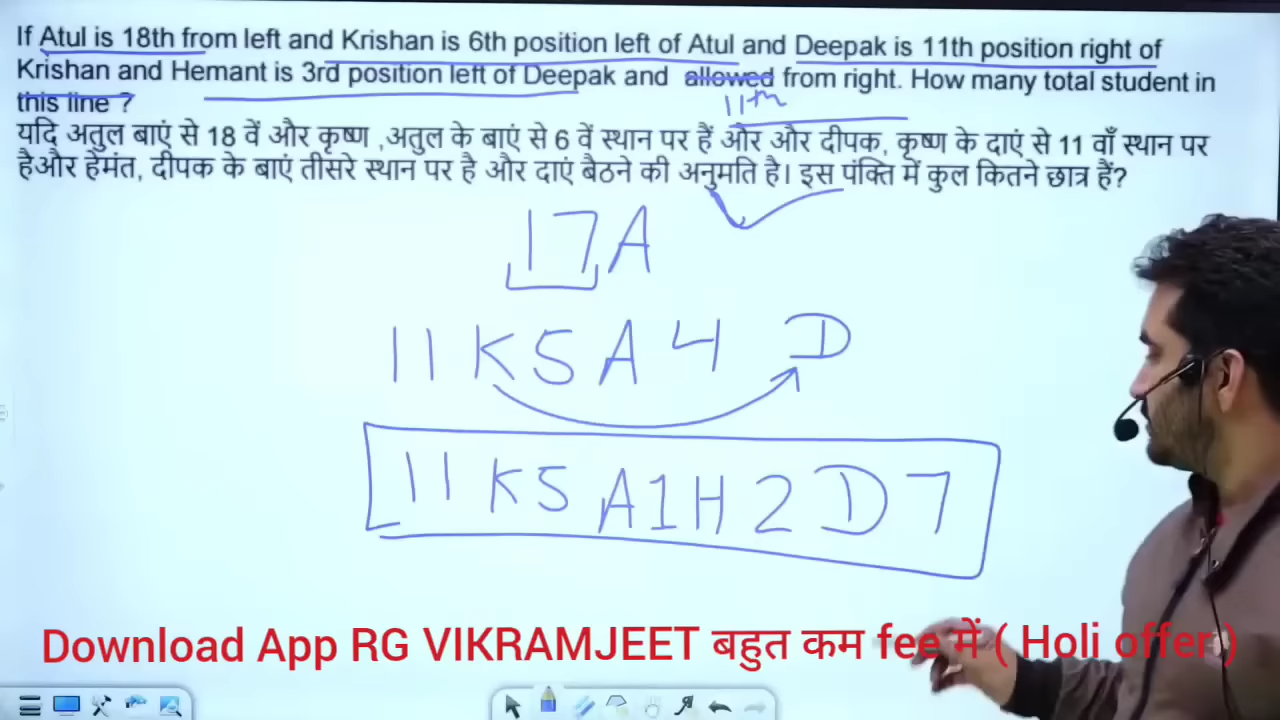 If Atul is 18th from left and Krishan is 6th position left of Atul and Deepak is 11th position right of
Krishan and Hemant is 3rd position left of Deepak and allowed from right. How many total student in
this line ?
11th
यदि अतुल बाएं से 18 वें और कृष्ण ,अतुल के बाएं से 6 वें स्थान पर हैं और और दीपक, कृष्ण के दाएं से 11 वाँ स्थान पर
हैऔर हेमंत, दीपक के बाएं तीसरे स्थान पर है और दाएं बैठने की अनुमति है। इस पंक्ति में कुल कितने छात्र हैं?
17A
11 K 5 A 4 D
11 K 5 A 1 H 2 D 7
Download App RG VIKRAMJEET बहुत कम fee में ( Holi offer )